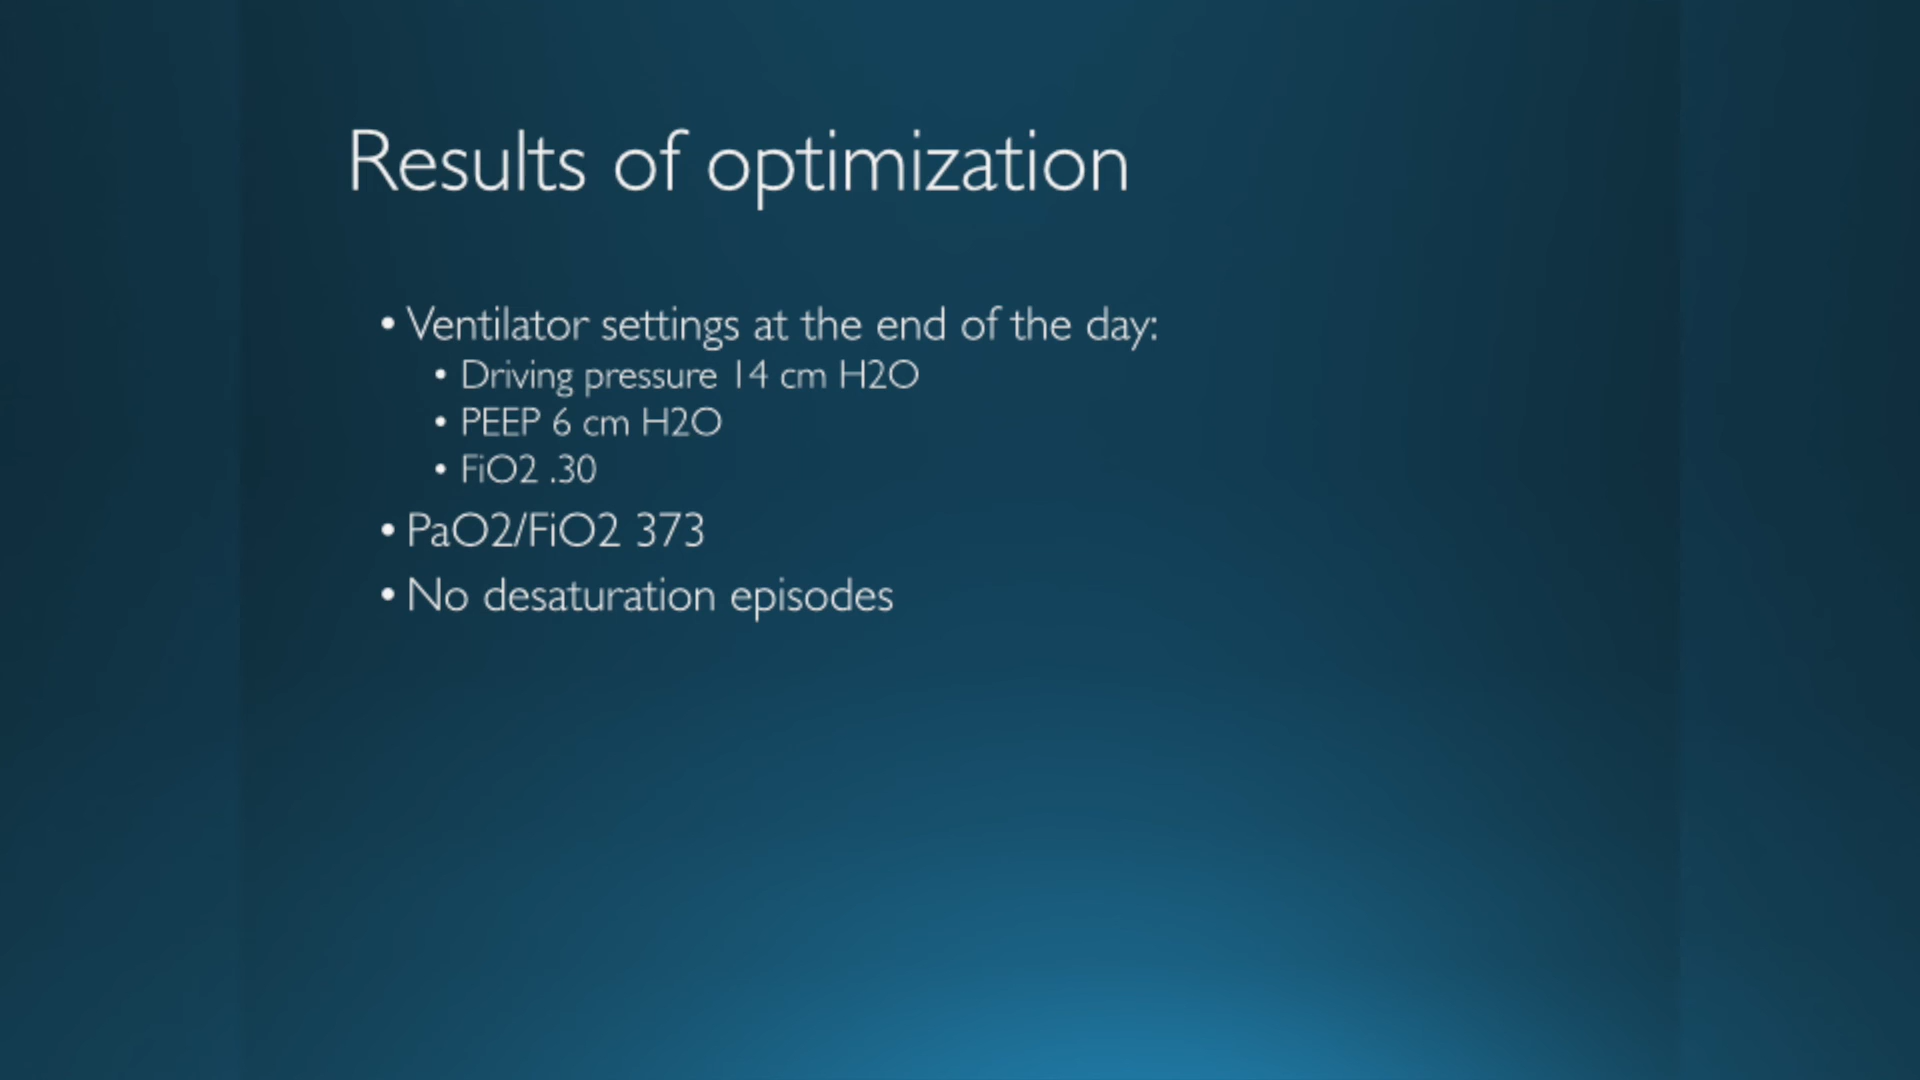 Results of optimization
• Ventilator settings at the end of the day:
• Driving pressure 14 cm H2O
• PEEP 6 cm H2O
• FiO2 .30
• PaO2/FiO2 373
• No desaturation episodes